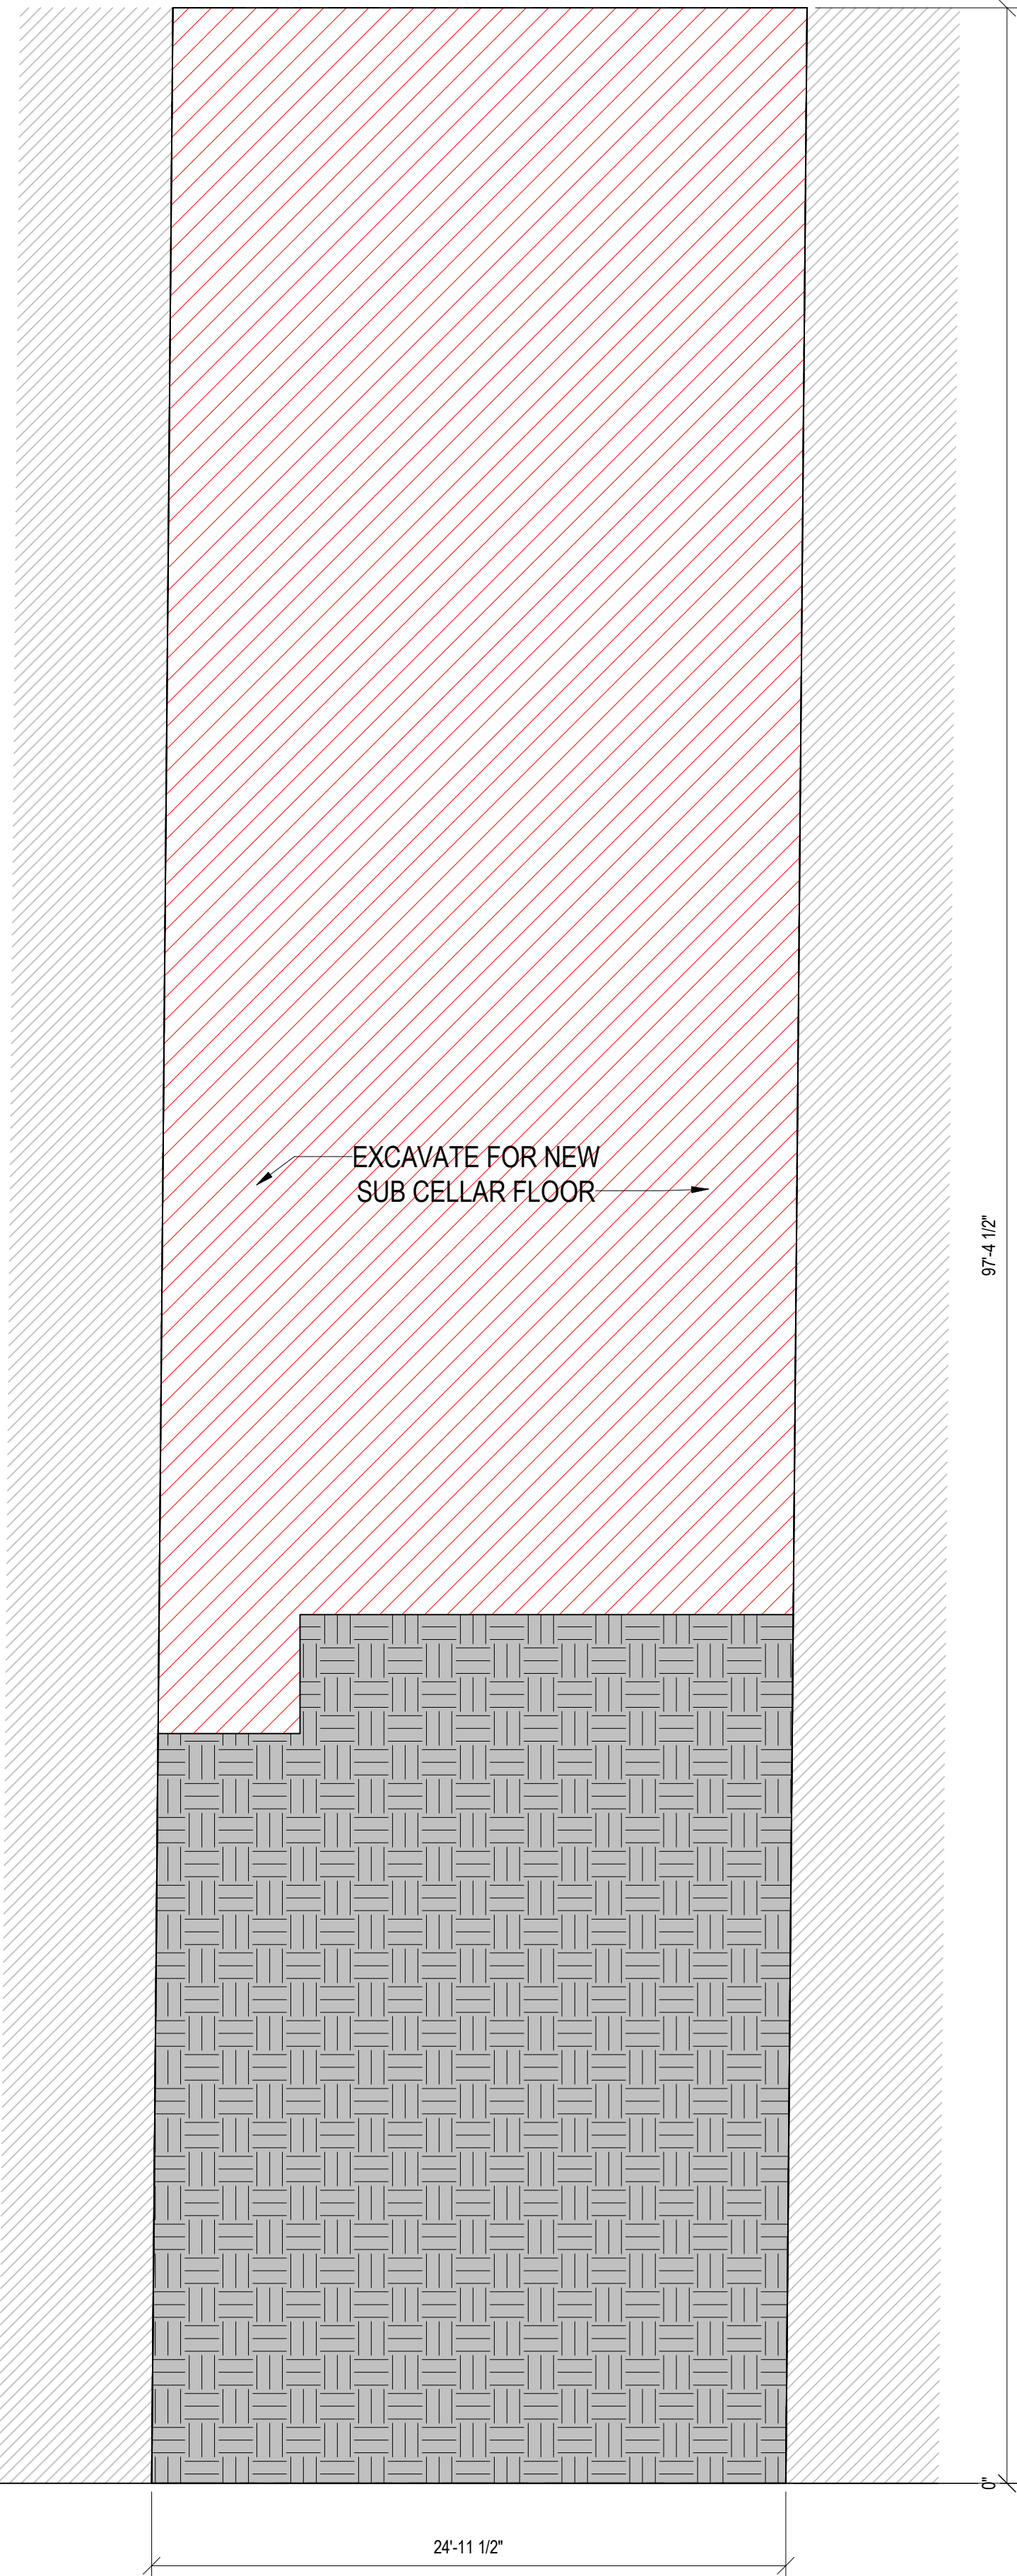 EXCAVATE FOR NEW
SUB CELLAR FLOOR
97'-4 1/2"
0"
24'-11 1/2"